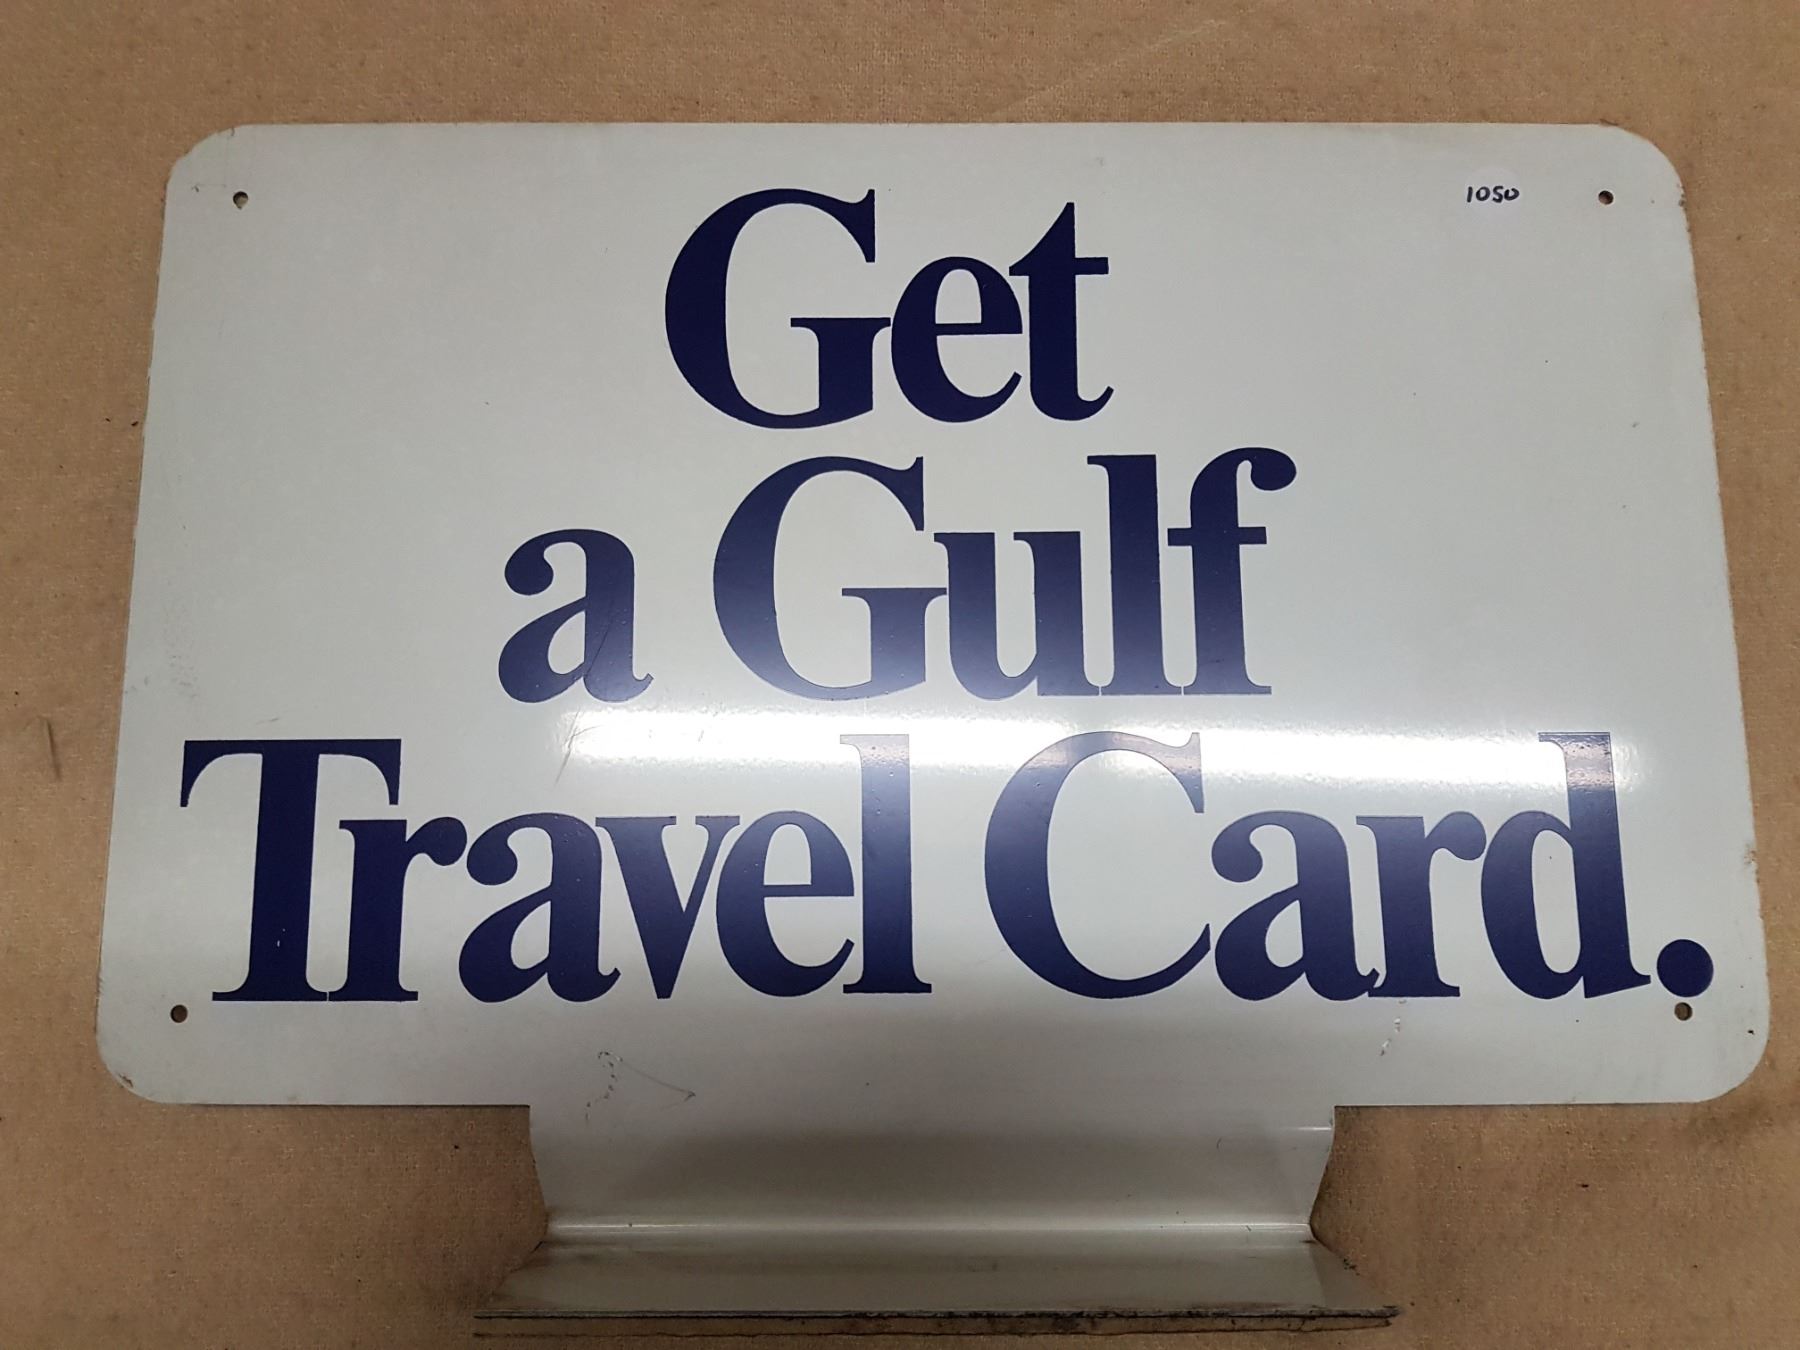 1050
Get
a Gulf
Travel Card.